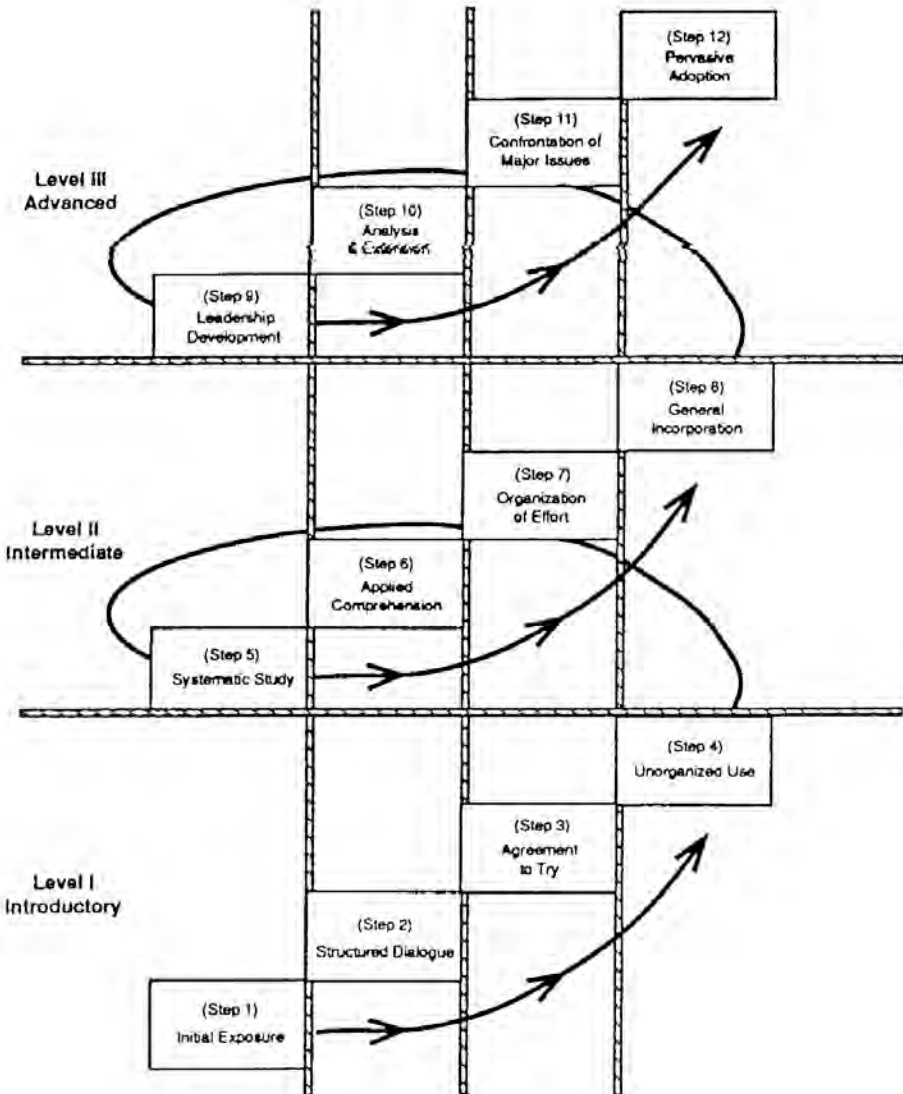 (Step 12)
Pervasive
Adoption
(Step 11)
Confrontation of
Major Issues
Level III
Advanced
(Step 10)
Analysis
& Extension
(Step 9)
Leadership
Development
(Step 8)
General
Incorporation
(Step 7)
Organization
of Effort
Level II
Intermediate
(Step 6)
Applied
Comprehension
(Step 5)
Systematic Study
(Step 4)
Unorganized Use
(Step 3)
Agreement
to Try
Level I
Introductory
(Step 2)
Structured Dialogue
(Step 1)
Initial Exposure